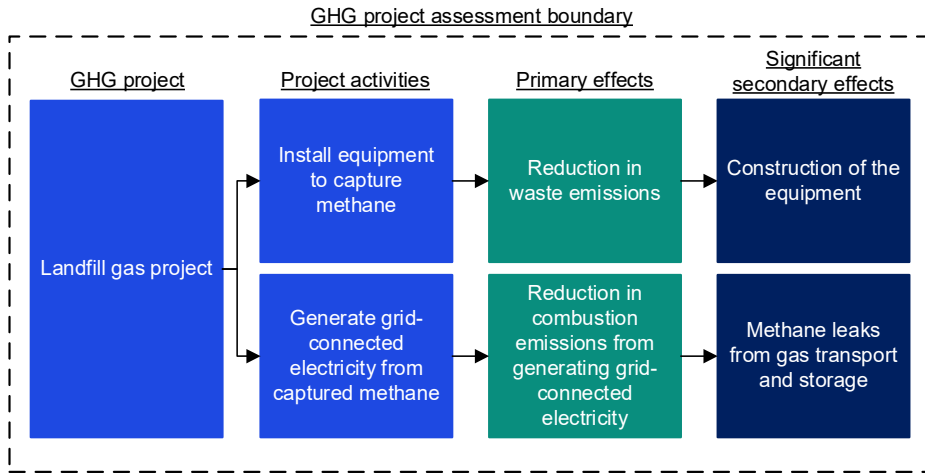 GHG project assessment boundary
GHG project
Project activities
Primary effects
Significant
secondary effects
Landfill gas project
Install equipment
to capture
methane
Reduction in
waste emissions
Construction of the
equipment
Generate grid-
connected
electricity from
captured methane
Reduction in
combustion
emissions from
generating grid-
connected
electricity
Methane leaks
from gas transport
and storage